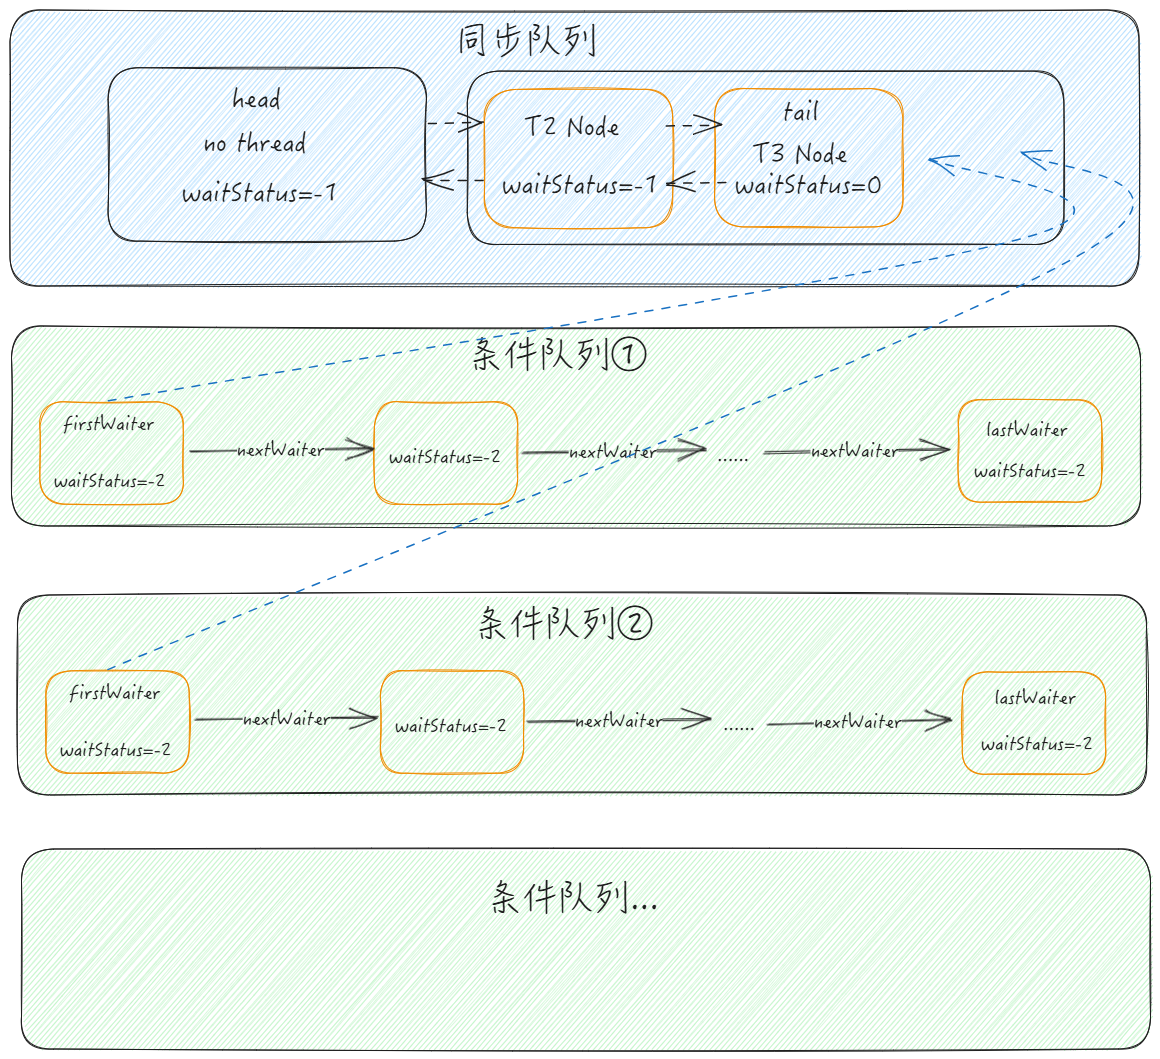 同步队列
head
no thread
waitStatus=-1
T2 Node
waitStatus=-1
tail
T3 Node
waitStatus=0
条件队列①
firstWaiter
waitStatus=-2
nextWaiter
waitStatus=-2
nextWaiter
......
nextWaiter
lastWaiter
waitStatus=-2
条件队列②
firstWaiter
waitStatus=-2
nextWaiter
waitStatus=-2
nextWaiter
......
nextWaiter
lastWaiter
waitStatus=-2
条件队列...